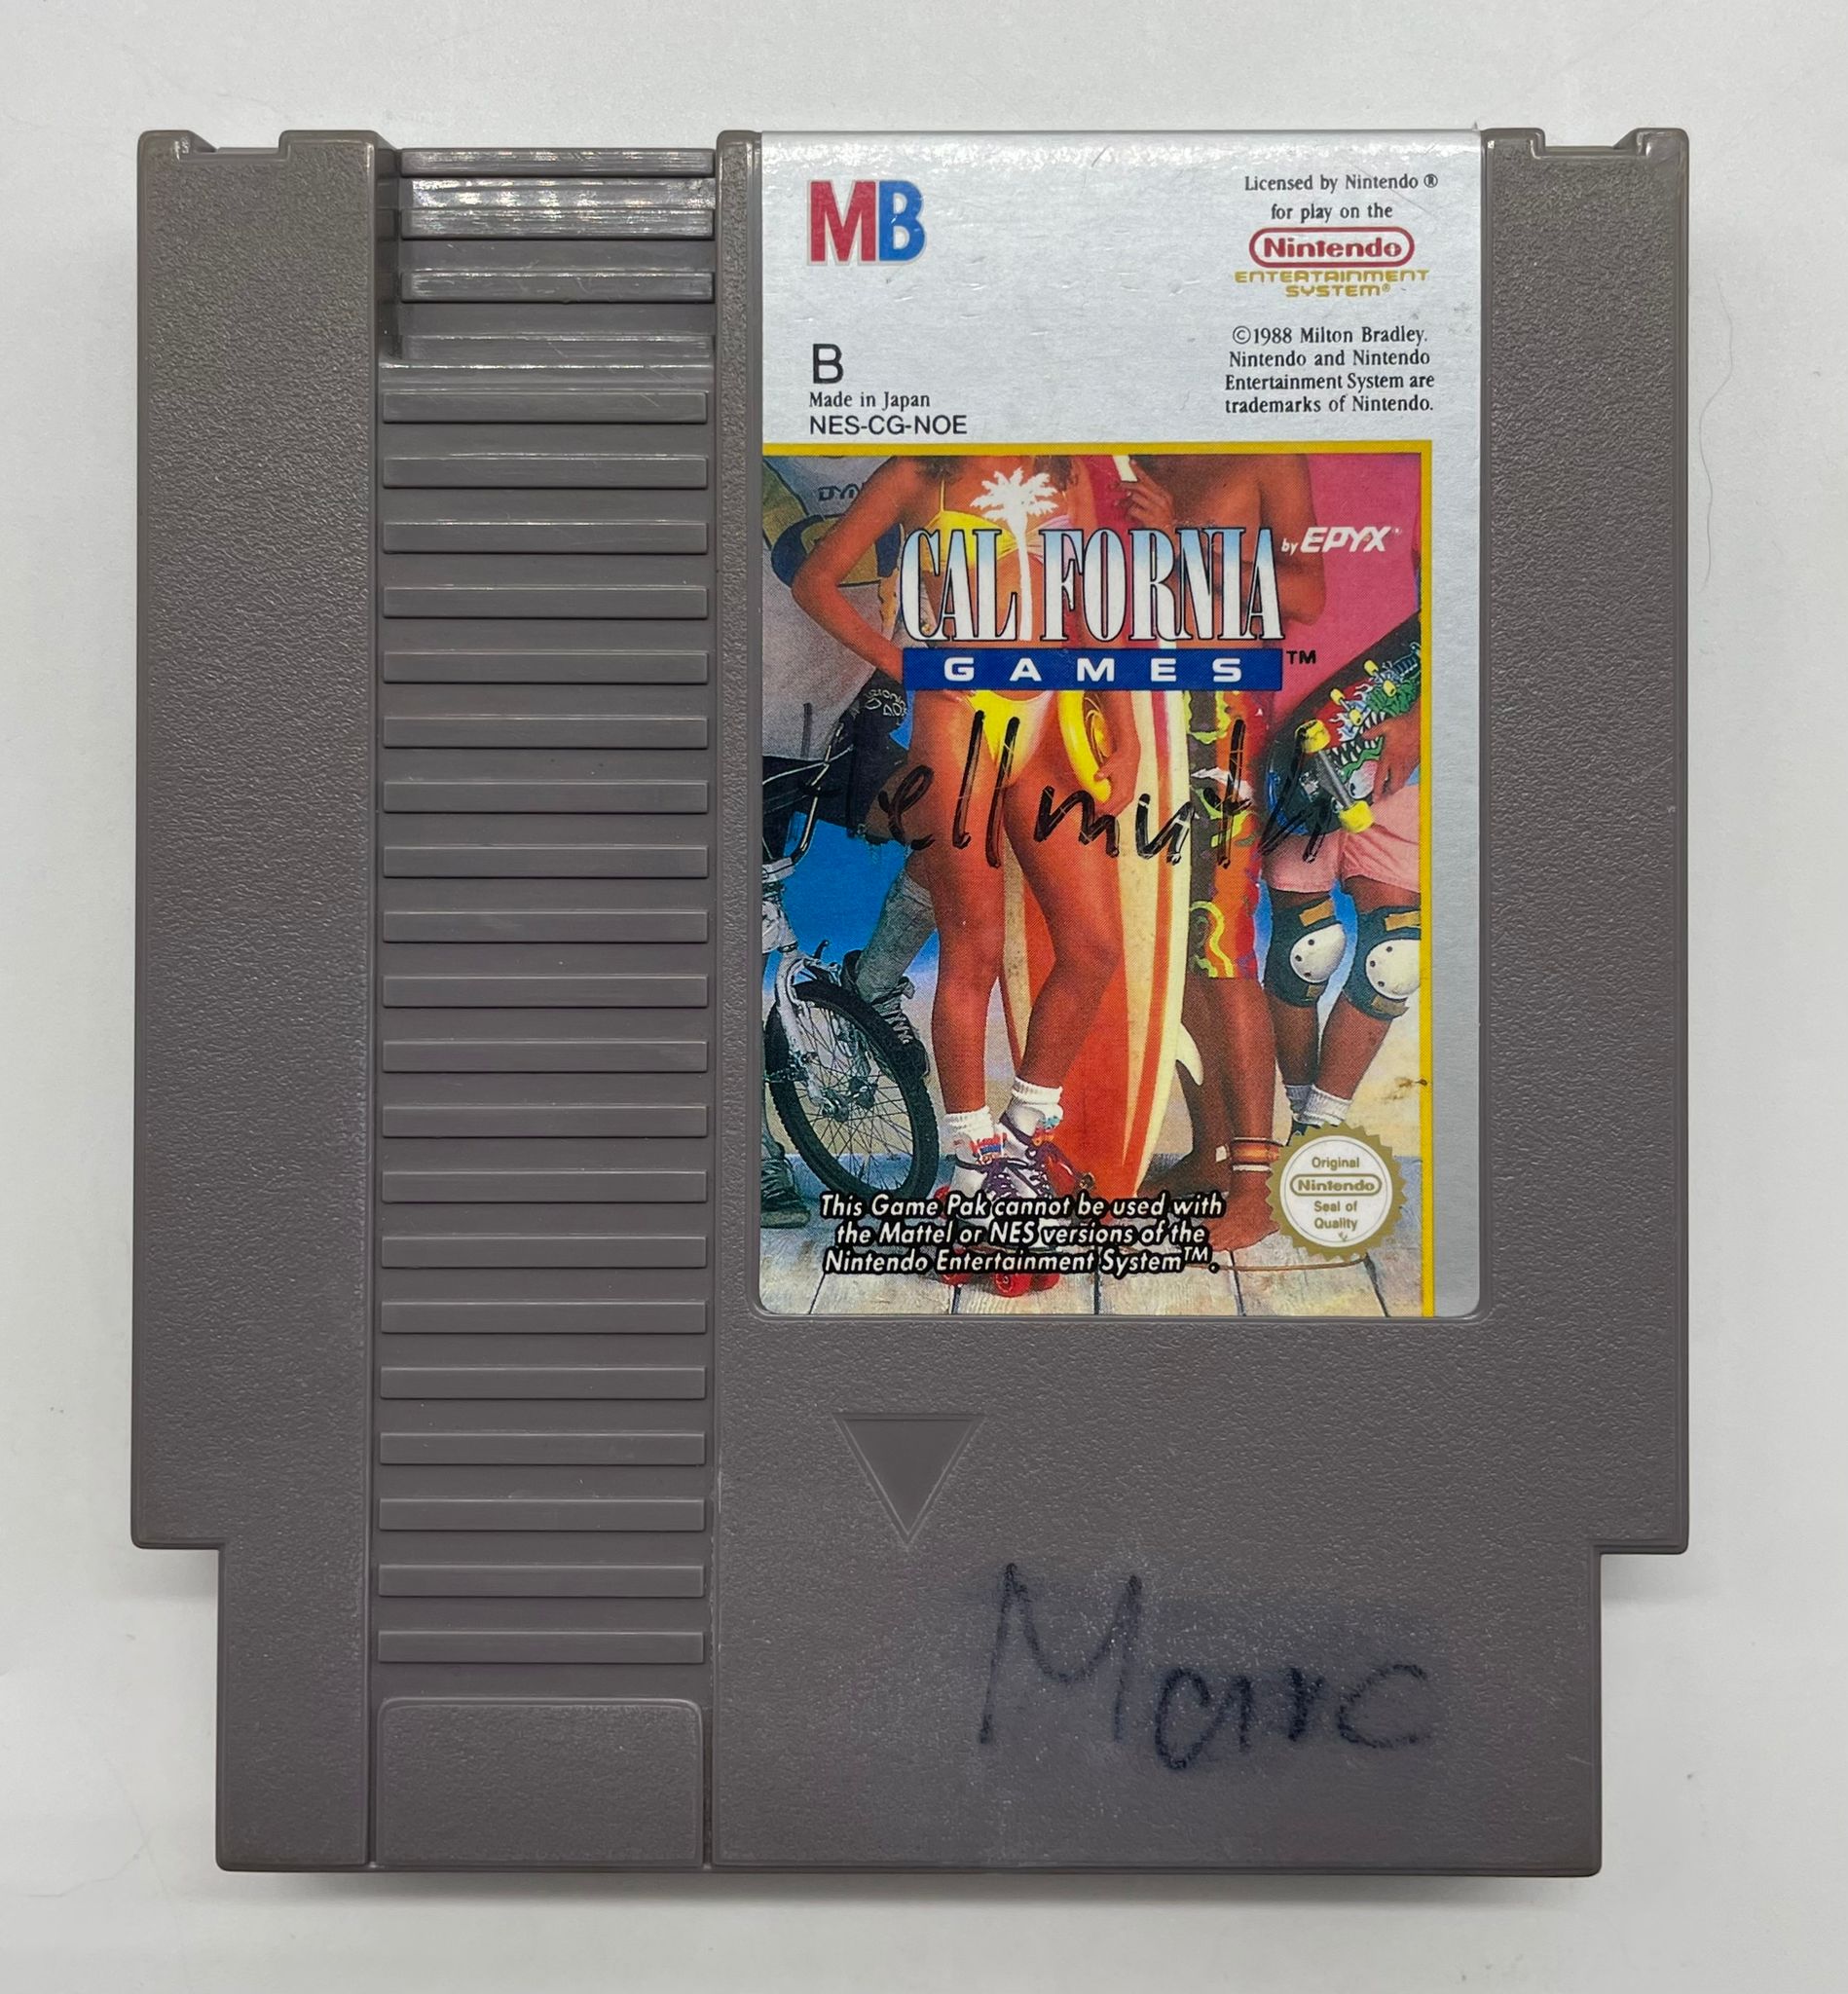 MB
Licensed by Nintendo ®
for play on the
Nintendo
ENTERTAINMENT
SYSTEM®
©1988 Milton Bradley.
Nintendo and Nintendo
Entertainment System are
trademarks of Nintendo.
B
Made in Japan
NES-CG-NOE
CALIFORNIA
by EPYX
GAMES™
Hellmuth
This Game Pak cannot be used with
the Mattel or NES versions of the
Nintendo Entertainment System™.
Original
Nintendo
Seal of
Quality
Marc